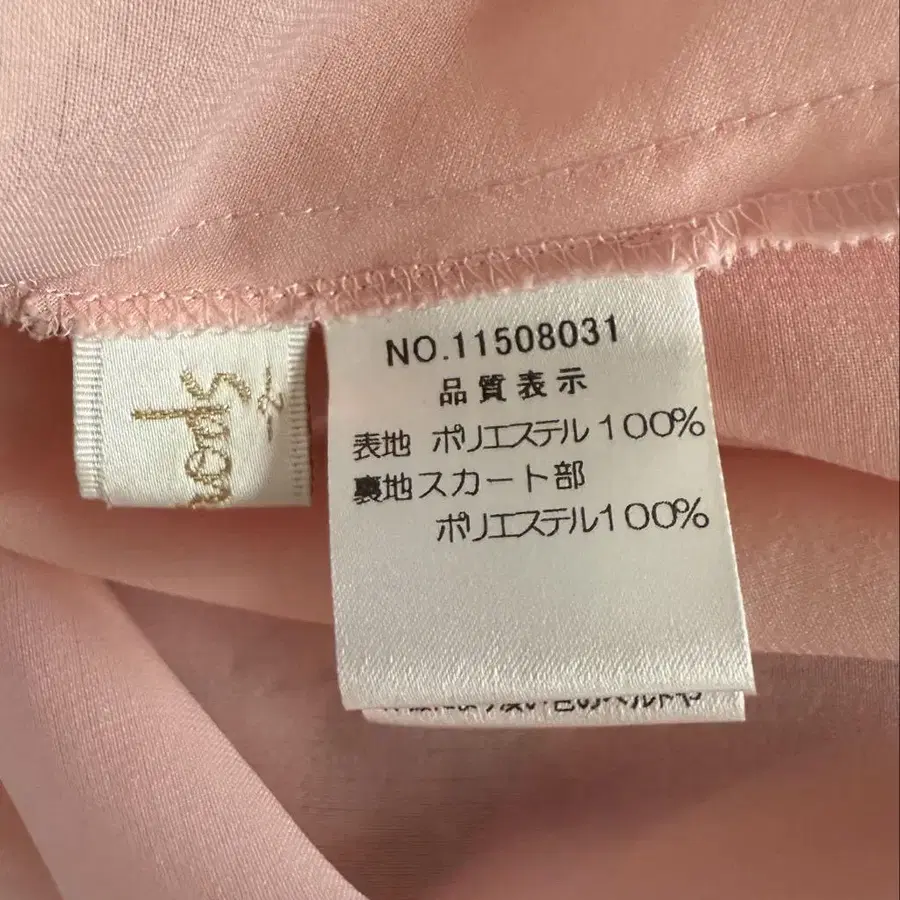 NO.11508031
品質表示
表地 ポリエステル100%
裏地スカート部
ポリエステル100%
-2-